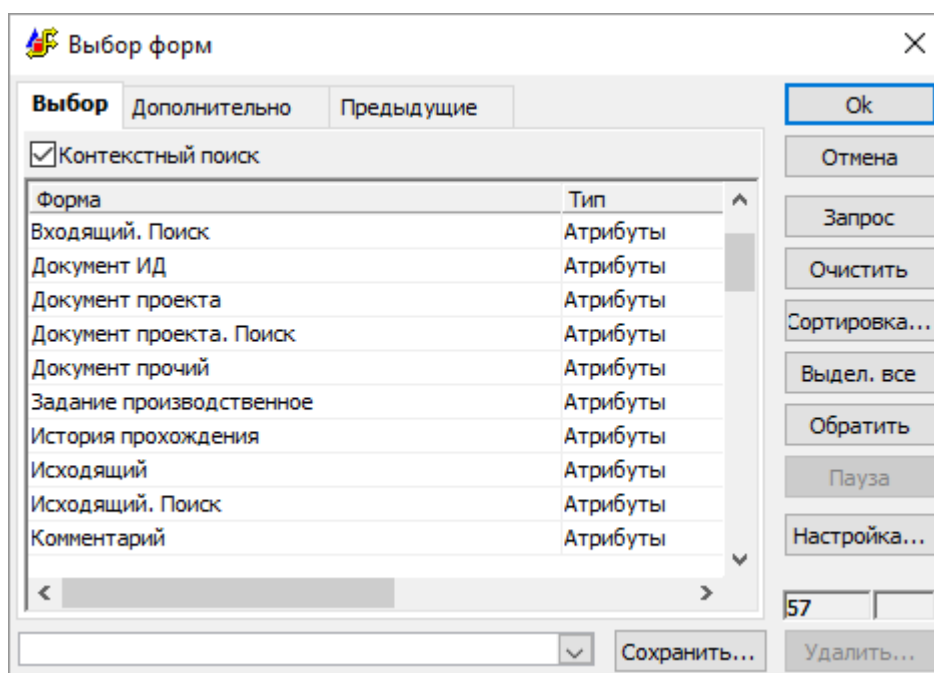 Выбор форм
Выбор Дополнительно Предыдущие
Контекстный поиск
Форма Тип
Входящий. Поиск Атрибуты
Документ ИД Атрибуты
Документ проекта Атрибуты
Документ проекта. Поиск Атрибуты
Документ прочий Атрибуты
Задание производственное Атрибуты
История прохождения Атрибуты
Исходящий Атрибуты
Исходящий. Поиск Атрибуты
Комментарий Атрибуты
Ok
Отмена
Запрос
Очистить
Сортировка...
Выдел. все
Обратить
Пауза
Настройка...
57
Сохранить... Удалить...